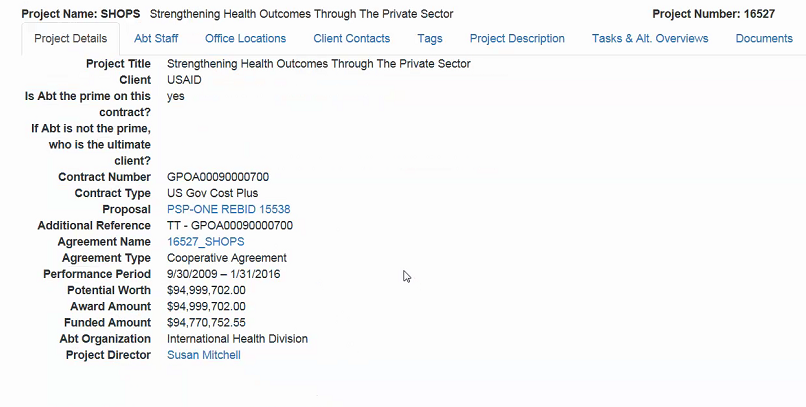 Project Name: SHOPS Strengthening Health Outcomes Through The Private Sector Project Number: 16527
Project Details Abt Staff Office Locations Client Contacts Tags Project Description Tasks & Alt. Overviews Documents
Project Title Strengthening Health Outcomes Through The Private Sector
Client USAID
Is Abt the prime on this yes
contract?
If Abt is not the prime,
who is the ultimate
client?
Contract Number GPOA00090000700
Contract Type US Gov Cost Plus
Proposal PSP-ONE REBID 15538
Additional Reference TT - GPOA00090000700
Agreement Name 16527_SHOPS
Agreement Type Cooperative Agreement
Performance Period 9/30/2009 – 1/31/2016
Potential Worth $94,999,702.00
Award Amount $94,999,702.00
Funded Amount $94,770,752.55
Abt Organization International Health Division
Project Director Susan Mitchell